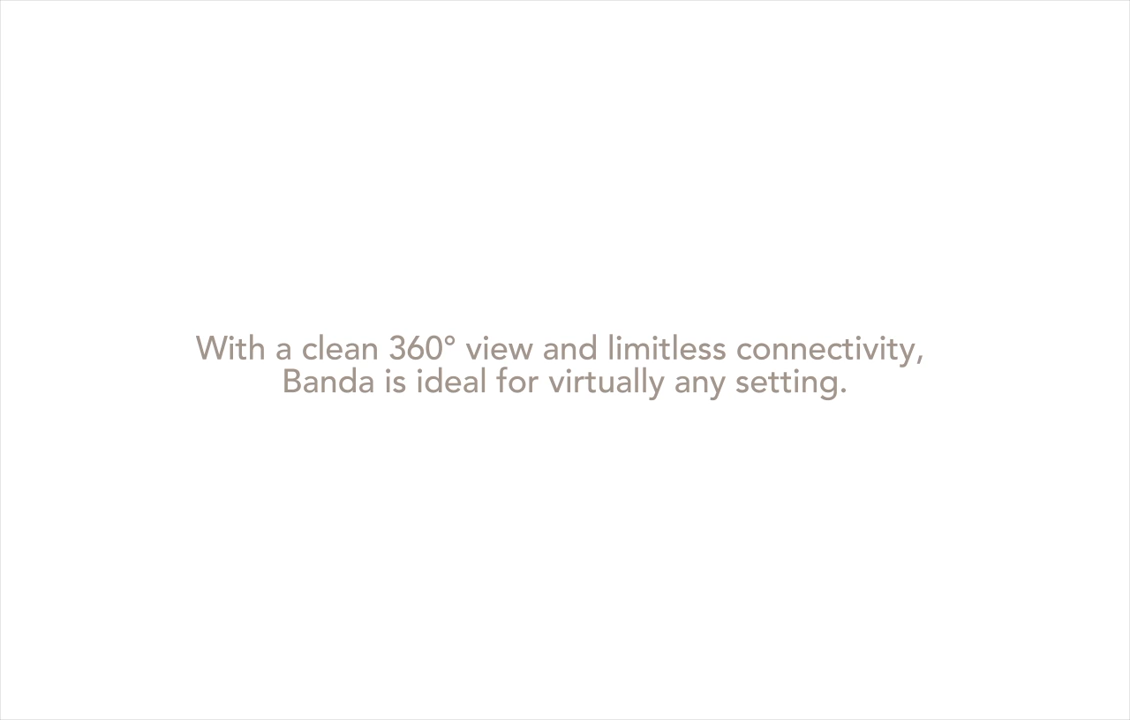 With a clean 360° view and limitless connectivity,
Banda is ideal for virtually any setting.